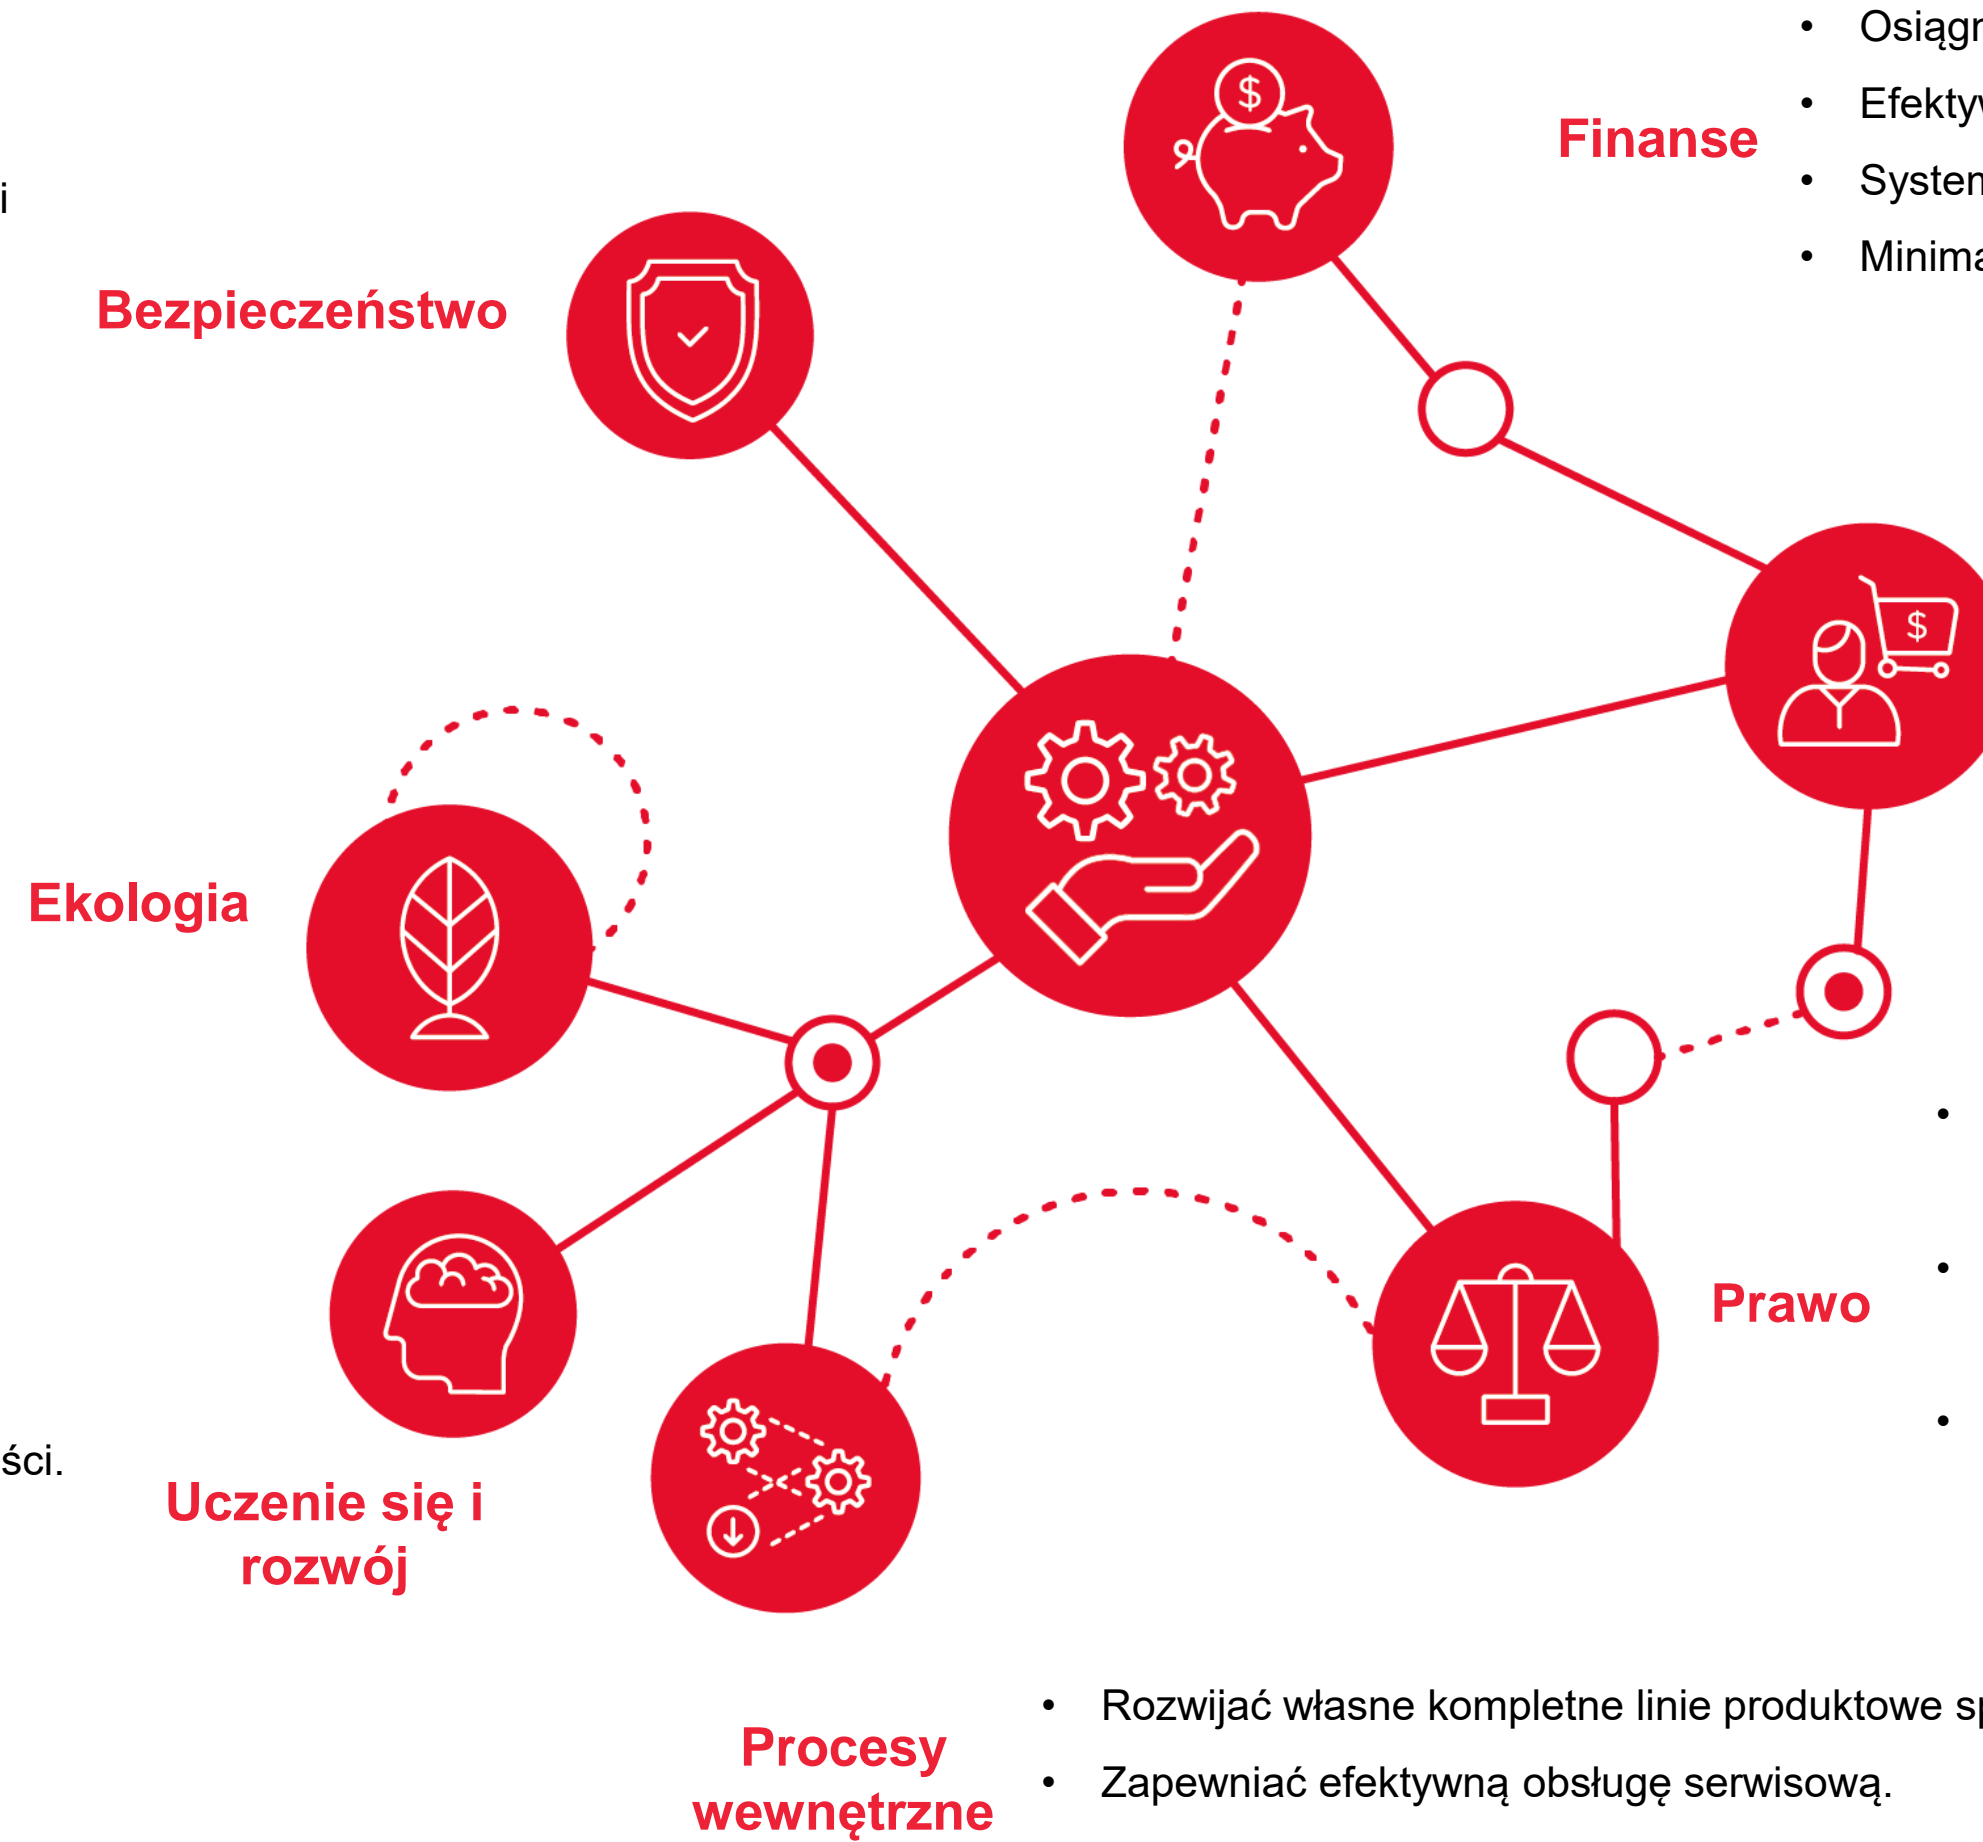 • Osiągn
• Efektyw
Finanse
• System
• Minima
i
Bezpieczeństwo
$
$
Ekologia
•
•
Prawo
•
ści.
Uczenie się i
rozwój
• Rozwijać własne kompletne linie produktowe sp
Procesy
wewnętrzne
• Zapewniać efektywną obsługę serwisową.